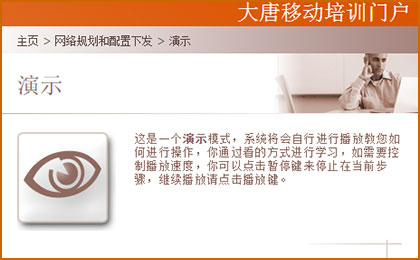 大唐移动培训门户
主页 > 网络规划和配置下发 > 演示
演示
这是一个演示模式，系统将会自行进行播放教您如
何进行操作，你通过看的方式进行学习，如需要控
制播放速度，你可以点击暂停键来停止在当前步
骤，继续播放请点击播放键。